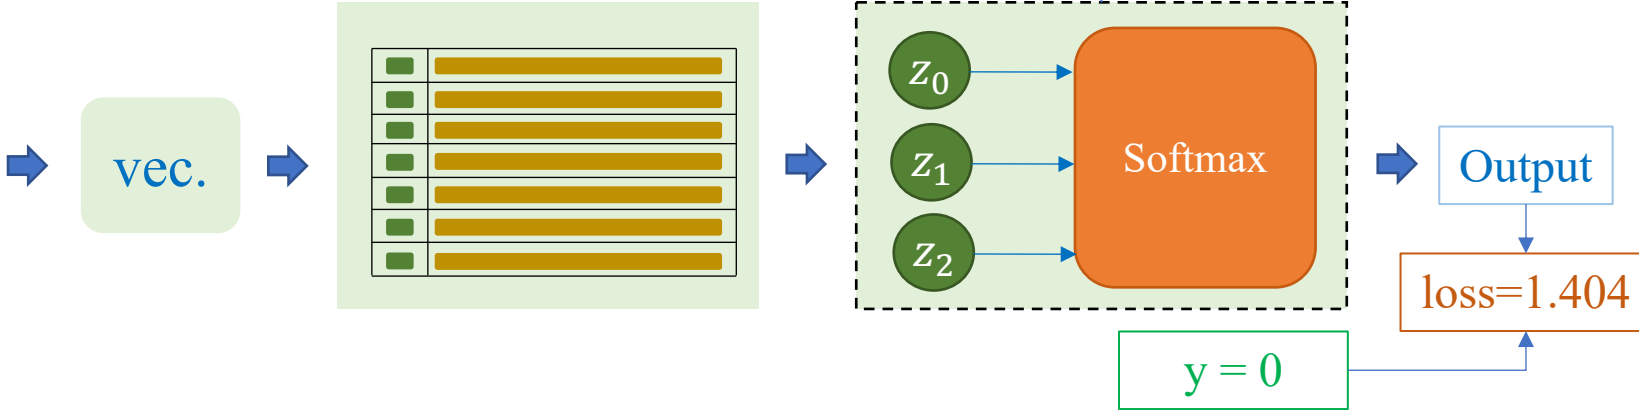 vec.
z₀
z₁
z₂
Softmax
Output
loss=1.404
y = 0